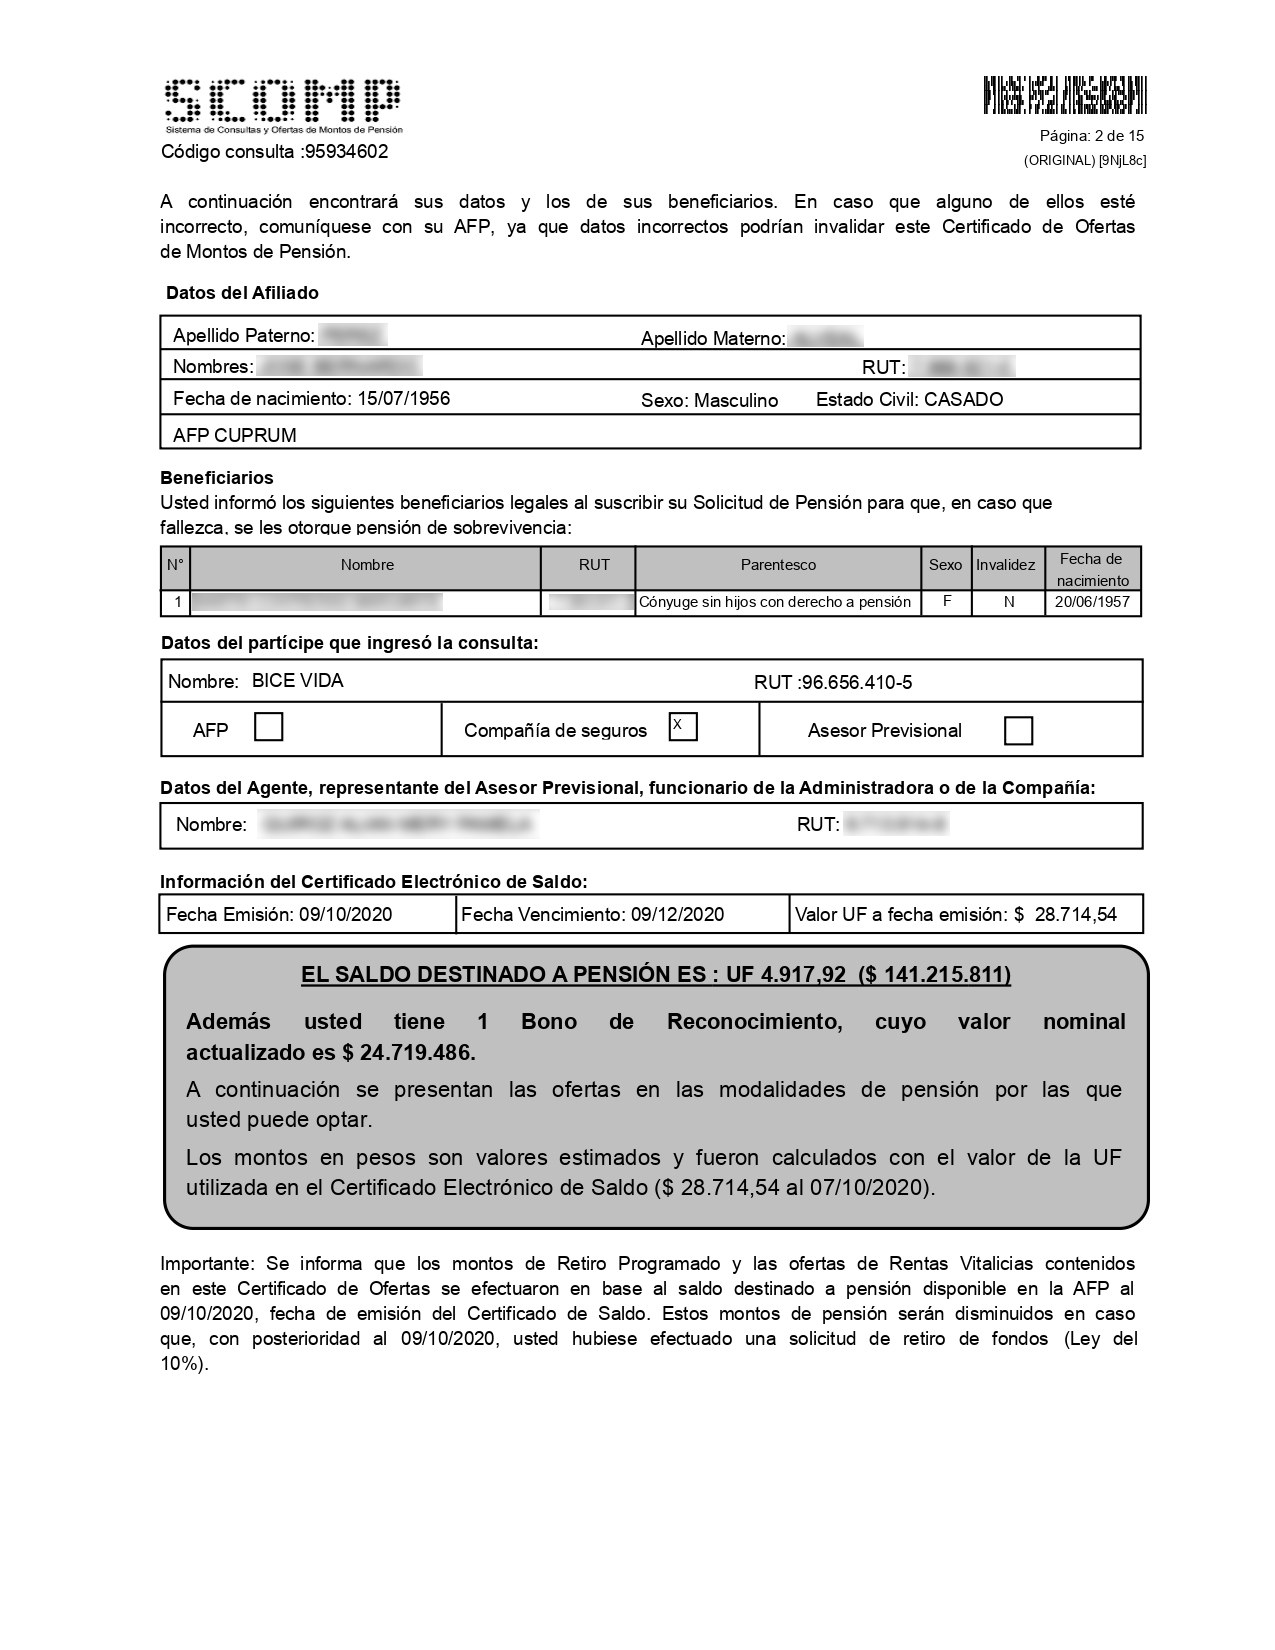 SCOMP
Sistema de Consultas y Ofertas de Montos de Pensión
Código consulta :95934602
Página: 2 de 15
(ORIGINAL) [9NjL8c]
A continuación encontrará sus datos y los de sus beneficiarios. En caso que alguno de ellos esté
incorrecto, comuníquese con su AFP, ya que datos incorrectos podrían invalidar este Certificado de Ofertas
de Montos de Pensión.
Datos del Afiliado
Apellido Paterno: Apellido Materno:
Nombres: RUT:
Fecha de nacimiento: 15/07/1956 Sexo: Masculino Estado Civil: CASADO
AFP CUPRUM
Beneficiarios
Usted informó los siguientes beneficiarios legales al suscribir su Solicitud de Pensión para que, en caso que
fallezca, se les otorgue pensión de sobrevivencia:
N° Nombre RUT Parentesco Sexo Invalidez Fecha de
nacimiento
1 Cónyuge sin hijos con derecho a pensión F N 20/06/1957
Datos del partícipe que ingresó la consulta:
Nombre: BICE VIDA RUT :96.656.410-5
AFP Compañía de seguros X Asesor Previsional
Datos del Agente, representante del Asesor Previsional, funcionario de la Administradora o de la Compañía:
Nombre: RUT:
Información del Certificado Electrónico de Saldo:
Fecha Emisión: 09/10/2020 Fecha Vencimiento: 09/12/2020 Valor UF a fecha emisión: $ 28.714,54
EL SALDO DESTINADO A PENSIÓN ES : UF 4.917,92 ($ 141.215.811)
Además usted tiene 1 Bono de Reconocimiento, cuyo valor nominal
actualizado es $ 24.719.486.
A continuación se presentan las ofertas en las modalidades de pensión por las que
usted puede optar.
Los montos en pesos son valores estimados y fueron calculados con el valor de la UF
utilizada en el Certificado Electrónico de Saldo ($ 28.714,54 al 07/10/2020).
Importante: Se informa que los montos de Retiro Programado y las ofertas de Rentas Vitalicias contenidos
en este Certificado de Ofertas se efectuaron en base al saldo destinado a pensión disponible en la AFP al
09/10/2020, fecha de emisión del Certificado de Saldo. Estos montos de pensión serán disminuidos en caso
que, con posterioridad al 09/10/2020, usted hubiese efectuado una solicitud de retiro de fondos (Ley del
10%).